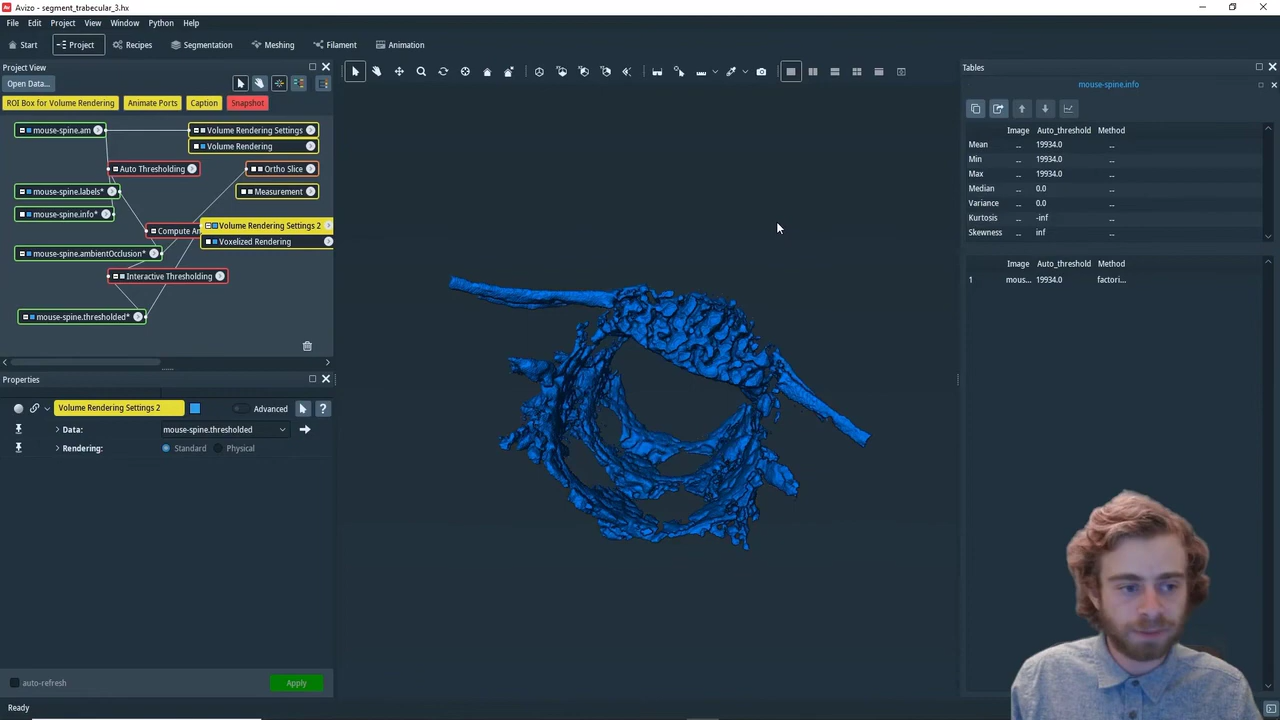 Avizo - segment_trabecular_3.hx
File Edit Project View Window Python Help
Start Project Recipes Segmentation Meshing Filament Animation
Project View
Open Data...
ROI Box for Volume Rendering Animate Ports Caption Snapshot
mouse-spine.am
Volume Rendering Settings
Volume Rendering
Auto Thresholding
Ortho Slice
mouse-spine.labels*
Measurement
mouse-spine.info*
Compute Am
Volume Rendering Settings 2
Voxelized Rendering
mouse-spine.ambientOcclusion*
Interactive Thresholding
mouse-spine.thresholded*
Properties
Volume Rendering Settings 2
Advanced
?
Data: mouse-spine.thresholded
Rendering: Standard Physical
auto-refresh
Apply
Ready
Tables
mouse-spine.info
Image Auto_threshold Method
Mean .. 19934.0 ..
Min .. 19934.0 ..
Max .. 19934.0 ..
Median .. 0.0 ..
Variance .. 0.0 ..
Kurtosis .. -inf ..
Skewness .. inf ..
Image Auto_threshold Method
1 mous... 19934.0 factori...